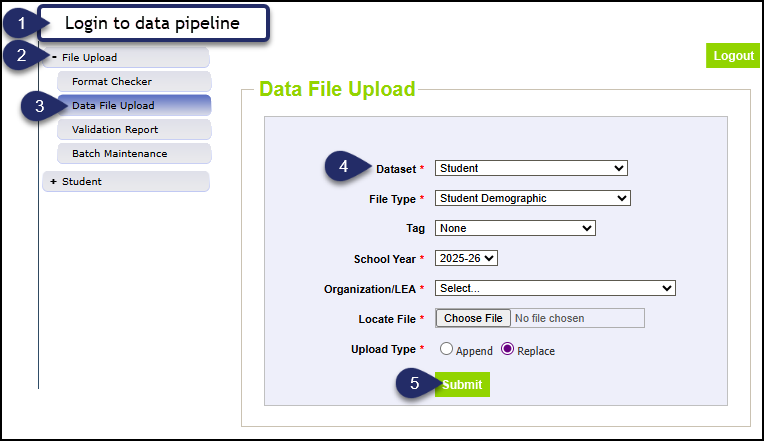 1 Login to data pipeline
2 - File Upload
Logout
Format Checker
3 Data File Upload
Validation Report
Batch Maintenance
+ Student
Data File Upload
4 Dataset * Student
File Type * Student Demographic
Tag None
School Year * 2025-26
Organization/LEA * Select...
Locate File * Choose File No file chosen
Upload Type * Append Replace
5 Submit